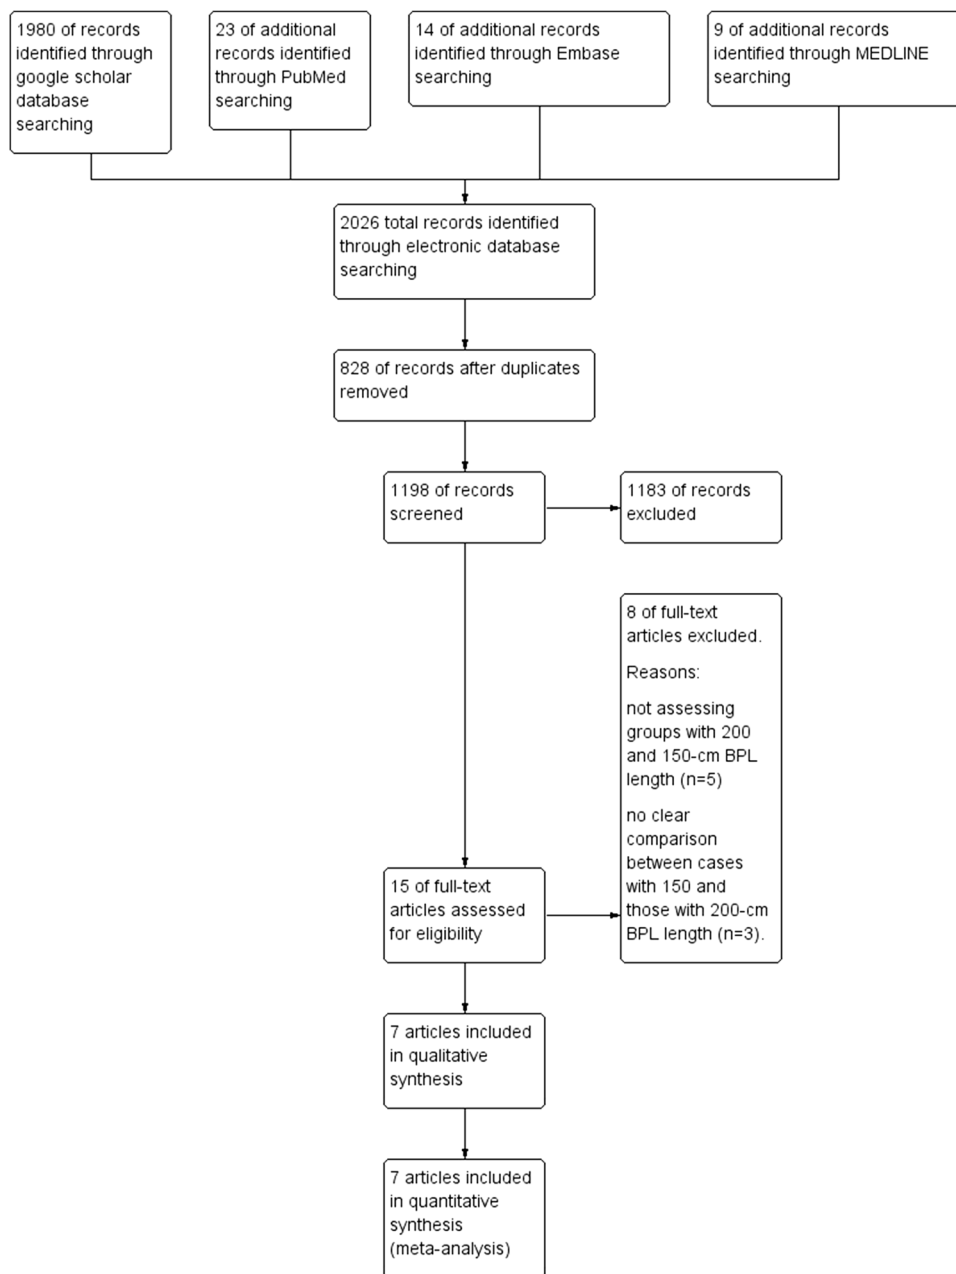 1980 of records
identified through
google scholar
database
searching
23 of additional
records identified
through PubMed
searching
14 of additional records
identified through Embase
searching
9 of additional records
identified through MEDLINE
searching
2026 total records identified
through electronic database
searching
828 of records after duplicates
removed
1198 of records
screened
1183 of records
excluded
8 of full-text
articles excluded.
Reasons:
not assessing
groups with 200
and 150-cm BPL
length (n=5)
no clear
comparison
between cases
with 150 and
those with 200-cm
BPL length (n=3).
15 of full-text
articles assessed
for eligibility
7 articles included
in qualitative
synthesis
7 articles included
in quantitative
synthesis
(meta-analysis)